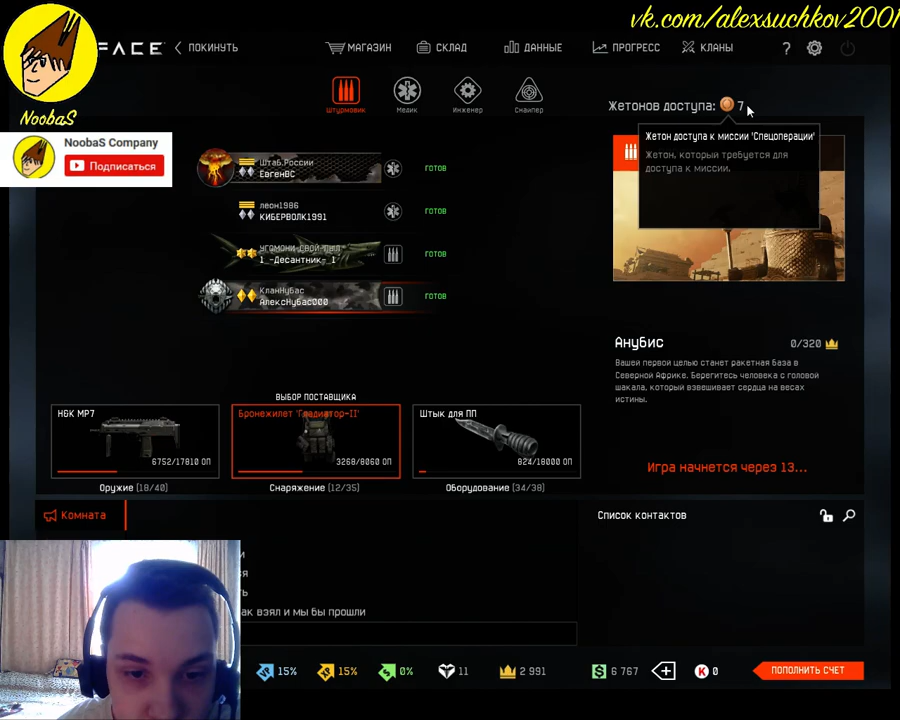 vk.com/alexsuchkov2001
FACE
ПОКИНУТЬ
МАГАЗИН
СКЛАД
ДАННЫЕ
ПРОГРЕСС
КЛАНЫ
?
NoobaS
NoobaS Company
Подписаться
Штурмовик
Медик
Инженер
Снайпер
Жетонов доступа: 7
Жетон доступа к миссии 'Спецоперации'
Жетон, который требуется для
доступа к миссии.
Штаб.России
ЕвгенВС
ГОТОВ
леон1986
КИБЕРВОЛК1991
ГОТОВ
1_-Десантник-_1
ГОТОВ
КланНубас
АлексНубас000
ГОТОВ
Анубис
0/320
Вашей первой целью станет ракетная база в
Северной Африке. Берегитесь человека с головой
шакала, который взвешивает сердца на весах
истины.
ВЫБОР ПОСТАВЩИКА
НБК MP7
6752/17810 ОП
Оружие (18/40)
Бронежилет 'Гладиатор-II'
3268/8060 ОП
Снаряжение (12/35)
Штык для ПП
824/18000 ОП
Оборудование (34/38)
Игра начнется через 13...
Комната
Список контактов
ак взял и мы бы прошли
15%
15%
0%
11
2 991
6 767
K 0
ПОПОЛНИТЬ СЧЕТ